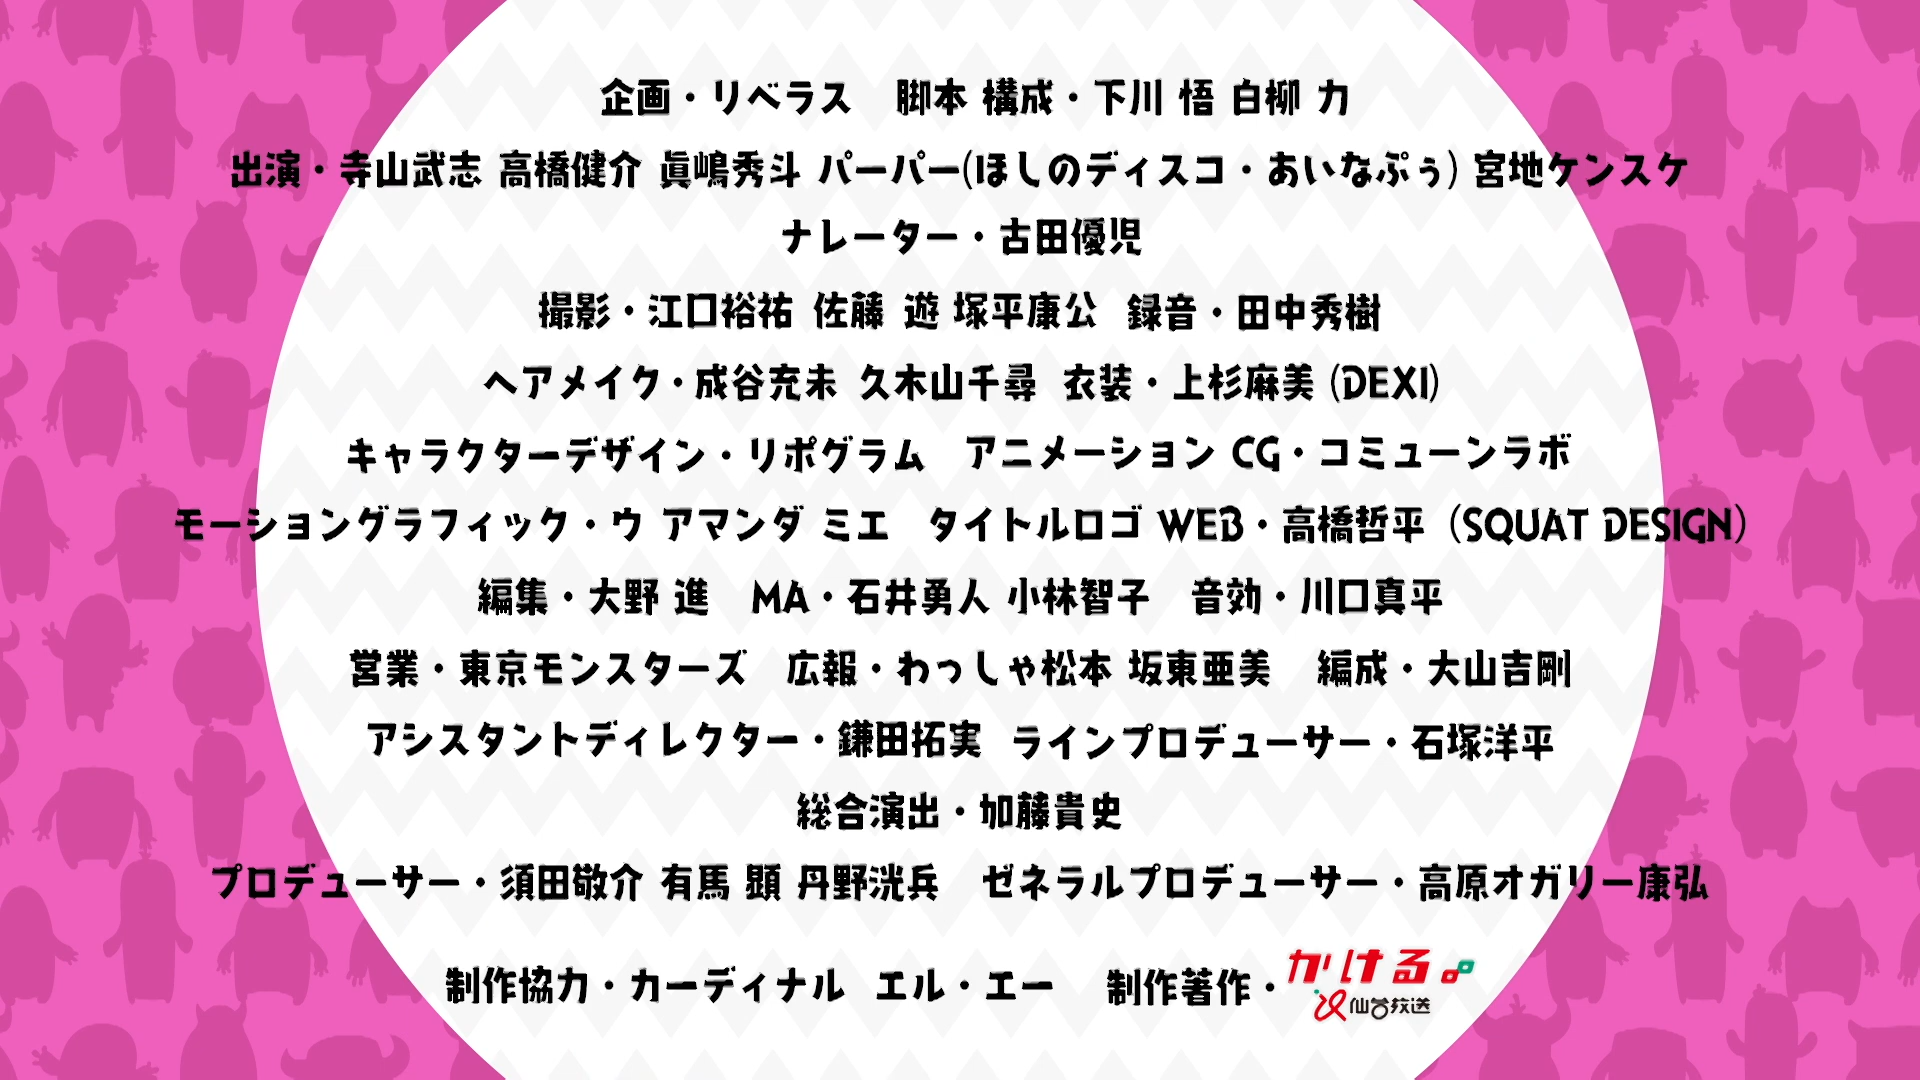 企画・リベラス 脚本 構成・下川 悟 白柳 力
出演・寺山武志 高橋健介 眞嶋秀斗 パーパー(ほしのディスコ・あいなぷぅ) 宮地ケンスケ
ナレーター・古田優児
撮影・江口裕祐 佐藤 遊 塚平康公 録音・田中秀樹
ヘアメイク・成谷充未 久木山千尋 衣装・上杉麻美 (DEXI)
キャラクターデザイン・リポグラム アニメーション CG・コミューンラボ
モーショングラフィック・ウ アマンダ ミエ タイトルロゴ WEB・高橋哲平（SQUAT DESIGN）
編集・大野 進 MA・石井勇人 小林智子 音効・川口真平
営業・東京モンスターズ 広報・わっしゃ松本 坂東亜美 編成・大山吉剛
アシスタントディレクター・鎌田拓実 ラインプロデューサー・石塚洋平
総合演出・加藤貴史
プロデューサー・須田敬介 有馬 顕 丹野洸兵 ゼネラルプロデューサー・高原オガリー康弘
制作協力・カーディナル エル・エー 制作著作・かける。
仙台放送